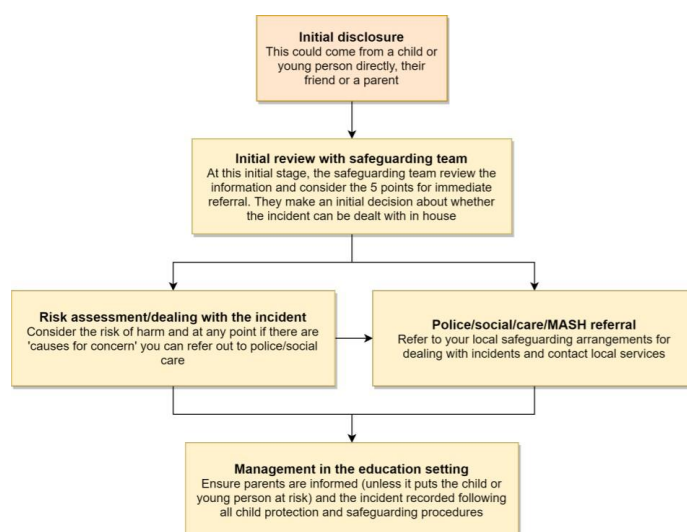 Initial disclosure
This could come from a child or
young person directly, their
friend or a parent
Initial review with safeguarding team
At this initial stage, the safeguarding team review the
information and consider the 5 points for immediate
referral. They make an initial decision about whether
the incident can be dealt with in house
Risk assessment/dealing with the incident
Consider the risk of harm and at any point if there are
'causes for concern' you can refer out to police/social
care
Police/social/care/MASH referral
Refer to your local safeguarding arrangements for
dealing with incidents and contact local services
Management in the education setting
Ensure parents are informed (unless it puts the child or
young person at risk) and the incident recorded following
all child protection and safeguarding procedures